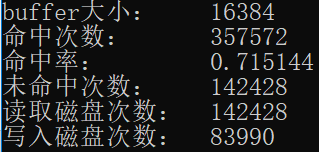 buffer大小: 16384
命中次数: 357572
命中率: 0.715144
未命中次数: 142428
读取磁盘次数: 142428
写入磁盘次数: 83990